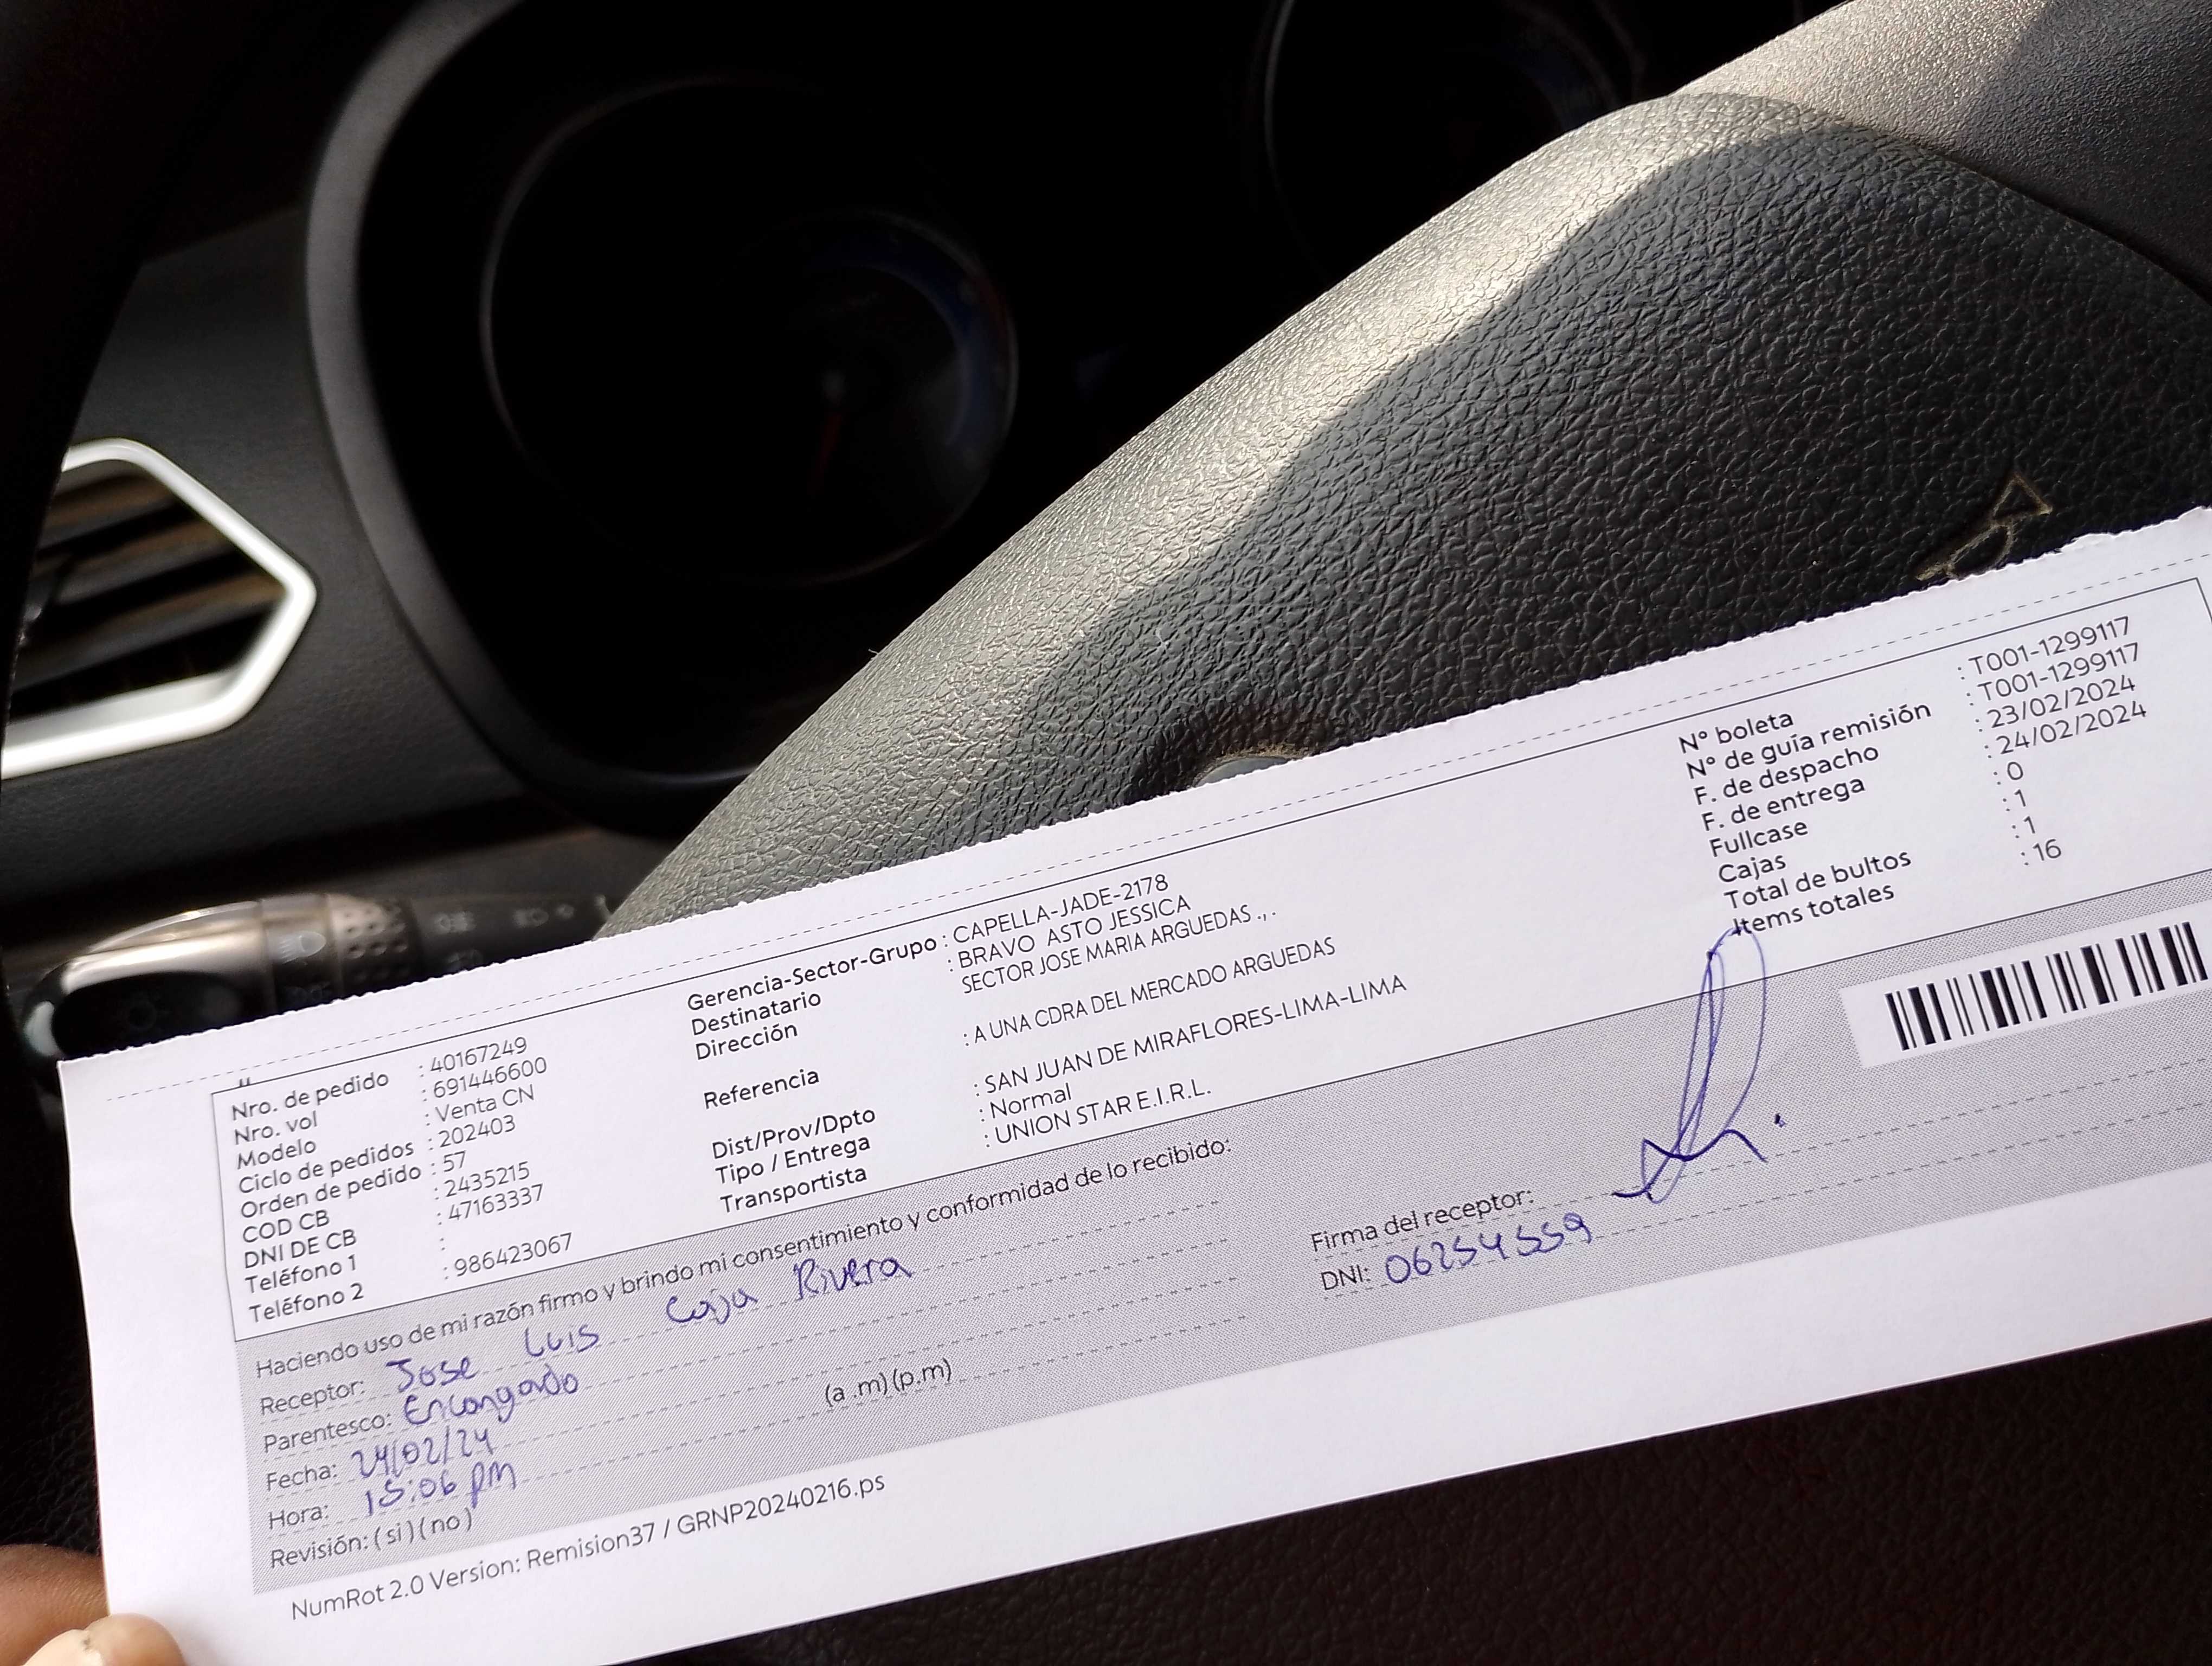 Nro. de pedido : 40167249
Nro. vol : 691446600
Modelo : Venta CN
Ciclo de pedidos : 202403
Orden de pedido : 57
COD CB : 2435215
DNI DE CB : 47163337
Teléfono 1 :
Teléfono 2 : 986423067
Gerencia-Sector-Grupo : CAPELLA-JADE-2178
Destinatario : BRAVO ASTO JESSICA
Dirección SECTOR JOSE MARIA ARGUEDAS .,.
Referencia : A UNA CDRA DEL MERCADO ARGUEDAS
Dist/Prov/Dpto : SAN JUAN DE MIRAFLORES-LIMA-LIMA
Tipo / Entrega : Normal
Transportista : UNION STAR E.I.R.L.
N° boleta : T001-1299117
N° de guía remisión : T001-1299117
F. de despacho : 23/02/2024
F. de entrega : 24/02/2024
Fullcase : 0
Cajas : 1
Total de bultos : 1
Items totales : 16
Haciendo uso de mi razón firmo y brindo mi consentimiento y conformidad de lo recibido:
Receptor: Jose Luis Caja Rivera
Parentesco: Encargado
Fecha: 24/02/24
Hora: 15:06 pm (a .m) (p.m)
Revisión: ( si ) ( no )
Firma del receptor:
DNI: 06254559
NumRot 2.0 Version: Remision37 / GRNP20240216.ps